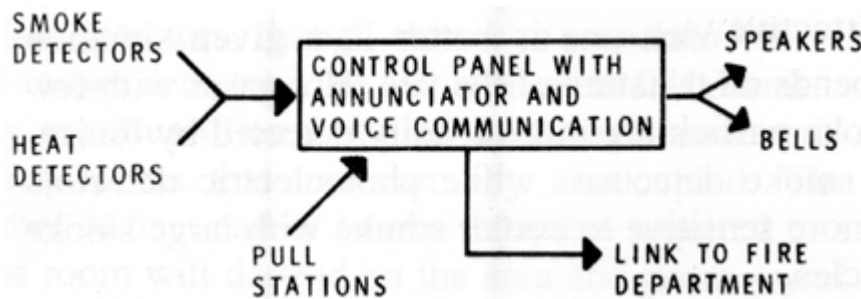 SMOKE
DETECTORS
HEAT
DETECTORS
CONTROL PANEL WITH
ANNUNCIATOR AND
VOICE COMMUNICATION
SPEAKERS
BELLS
PULL
STATIONS
LINK TO FIRE
DEPARTMENT